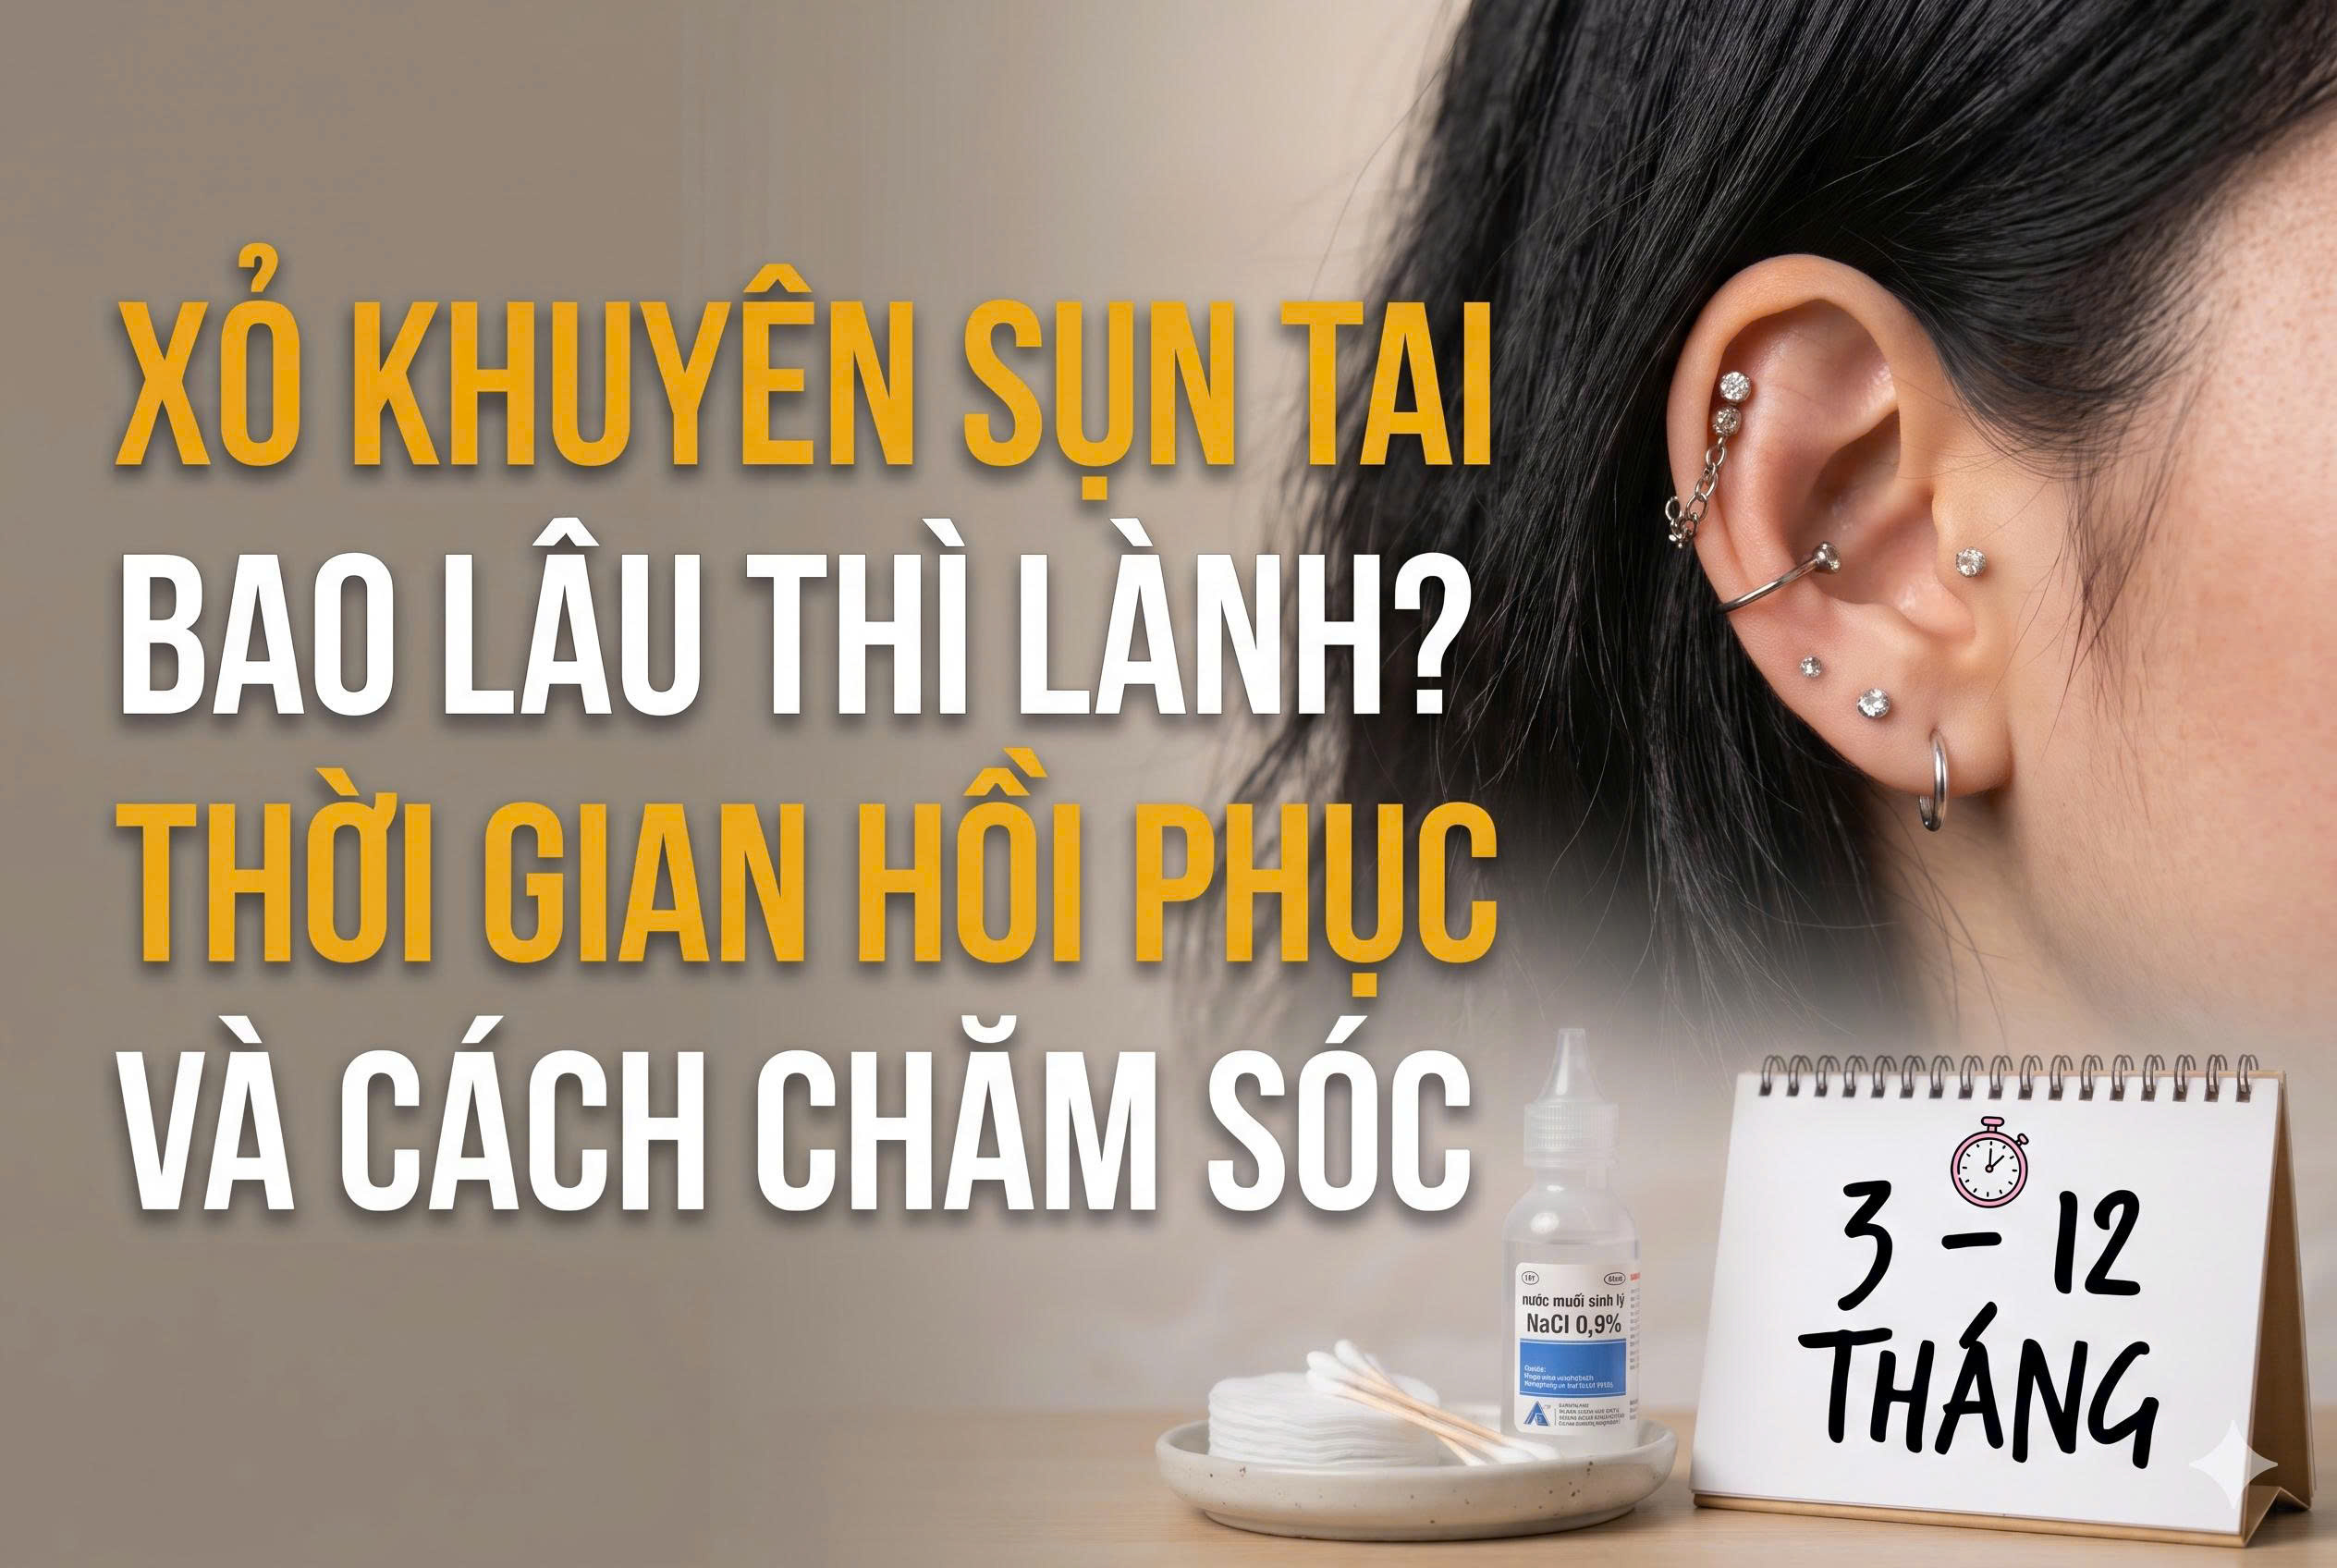 XỎ KHUYÊN SỤN TAI
BAO LÂU THÌ LÀNH?
THỜI GIAN HỒI PHỤC
VÀ CÁCH CHĂM SÓC
nước muối sinh lý
NaCl 0,9%
3 – 12
THÁNG